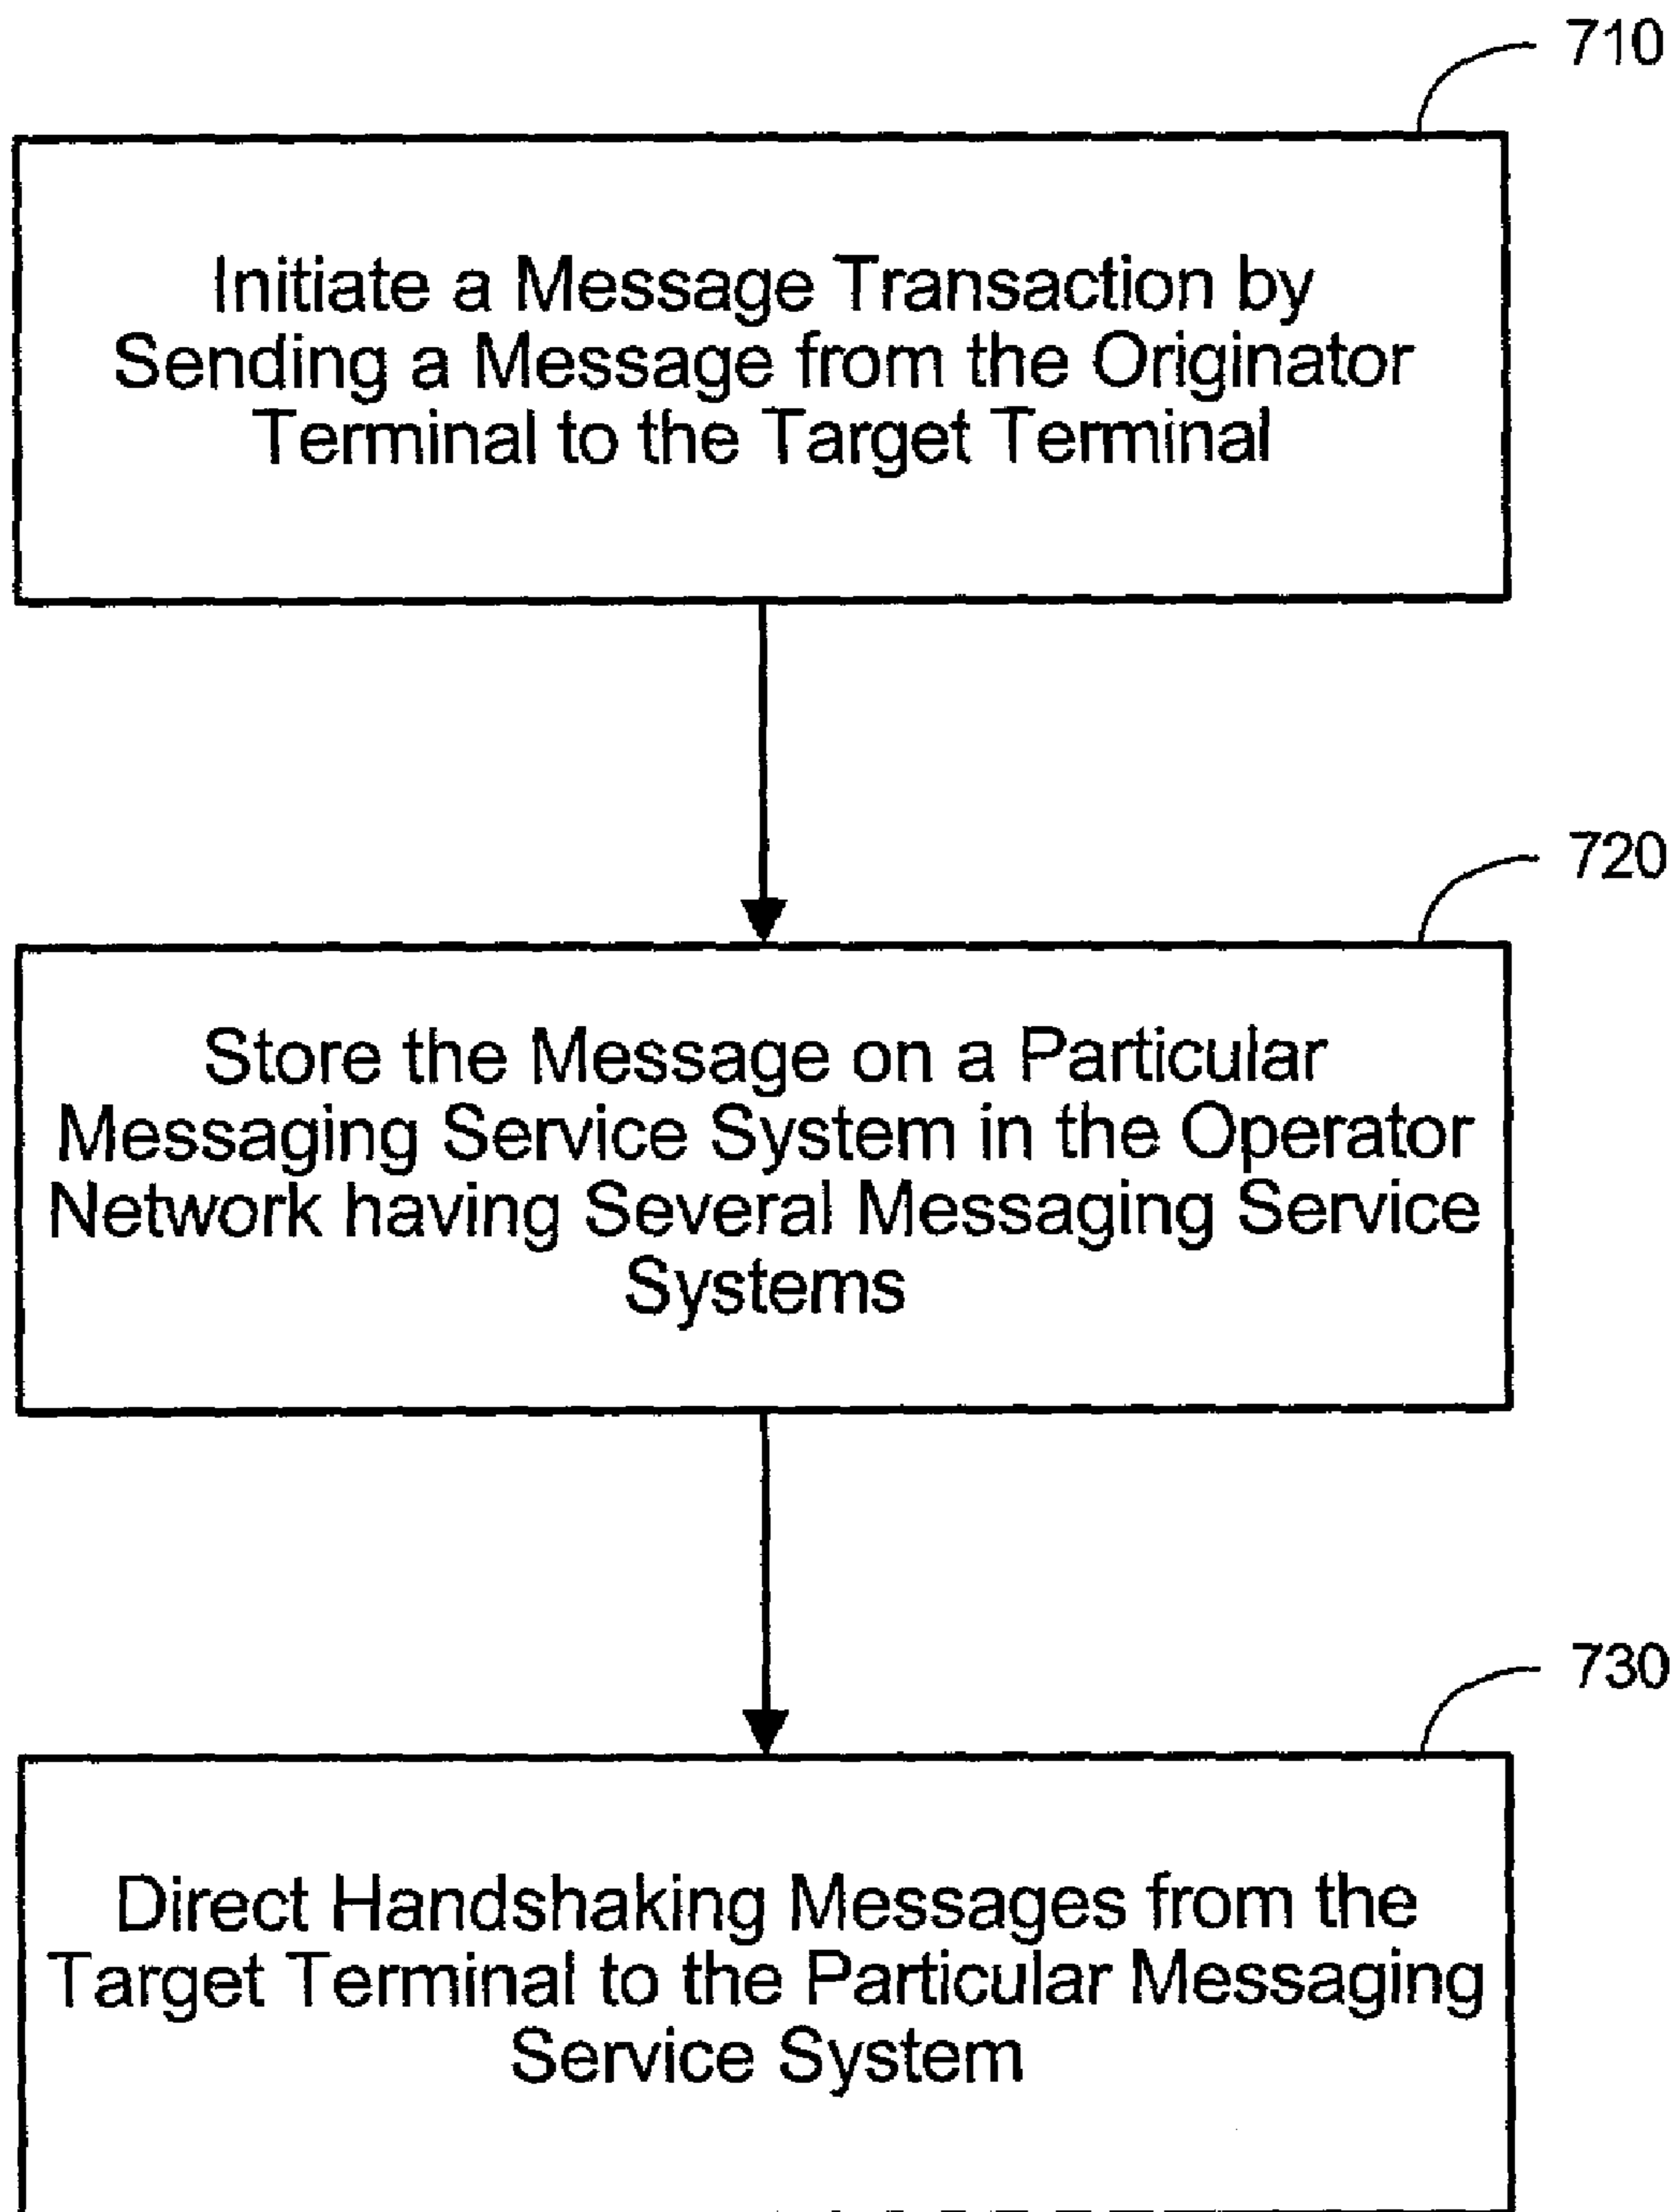 710
Initiate a Message Transaction by
Sending a Message from the Originator
Terminal to the Target Terminal
720
Store the Message on a Particular
Messaging Service System in the Operator
Network having Several Messaging Service
Systems
730
Direct Handshaking Messages from the
Target Terminal to the Particular Messaging
Service System